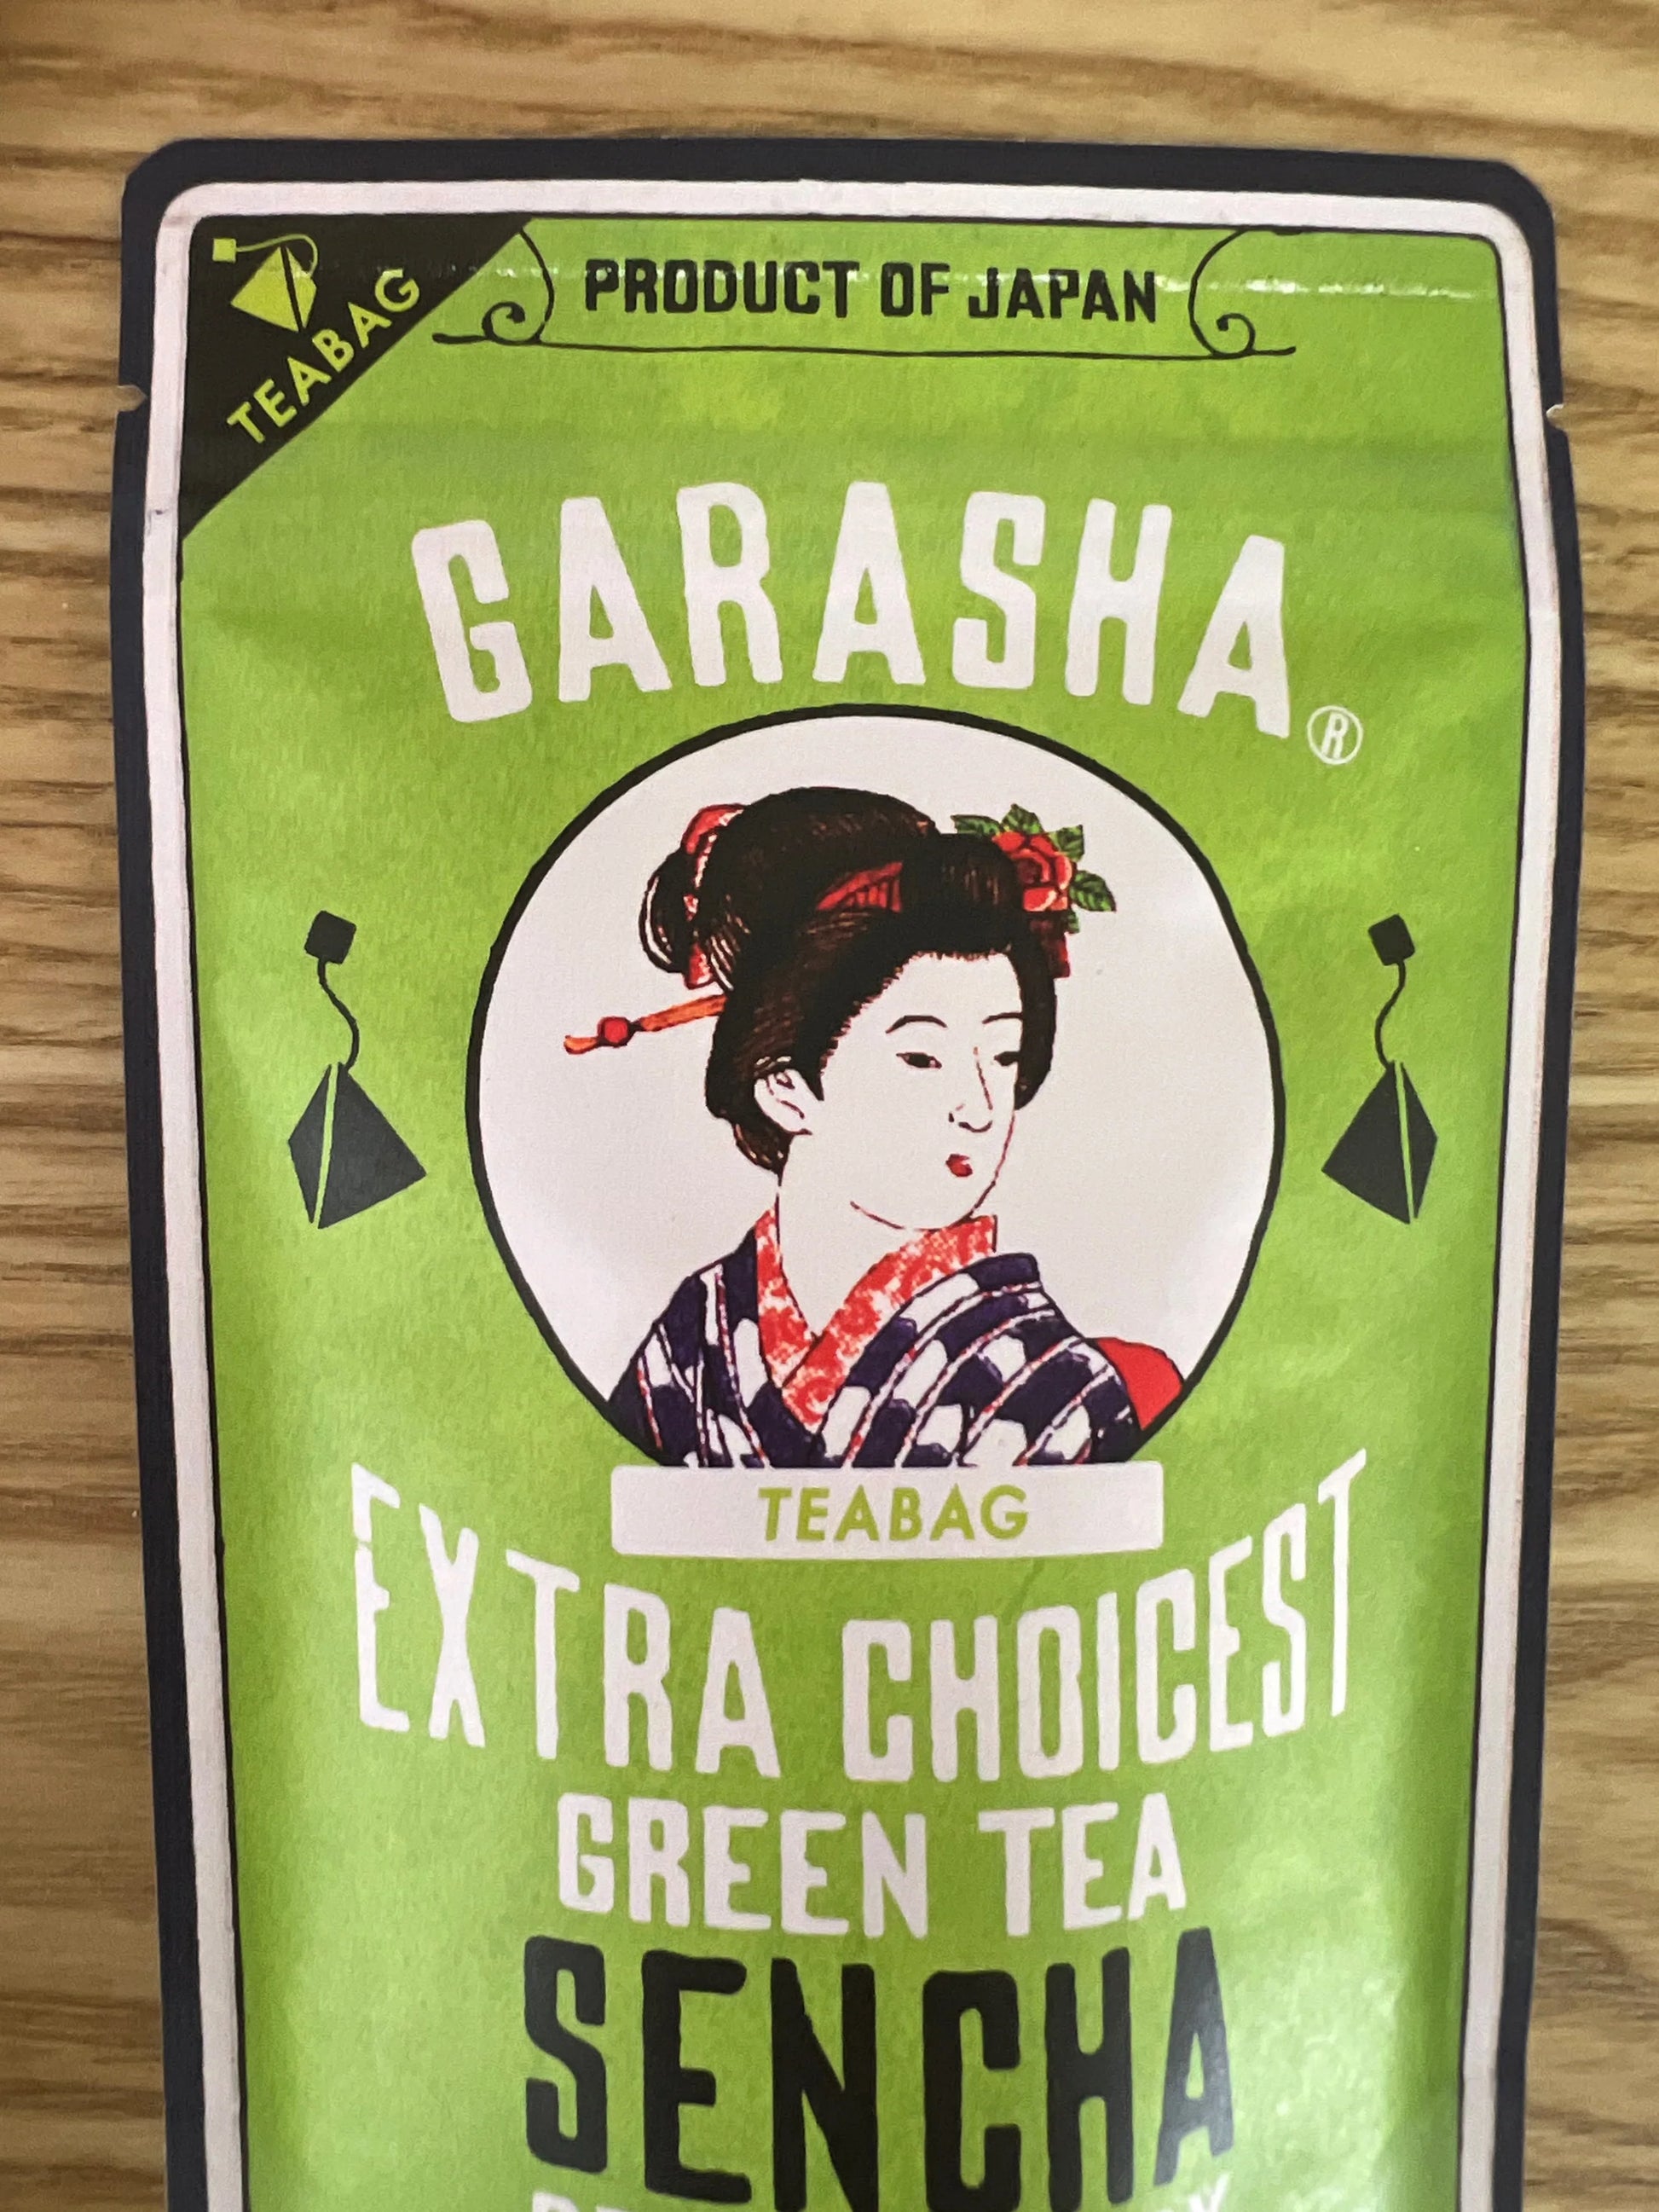 PRODUCT OF JAPAN
TEABAG
GARASHA®
TEABAG
EXTRA CHOICEST
GREEN TEA
SENCHA